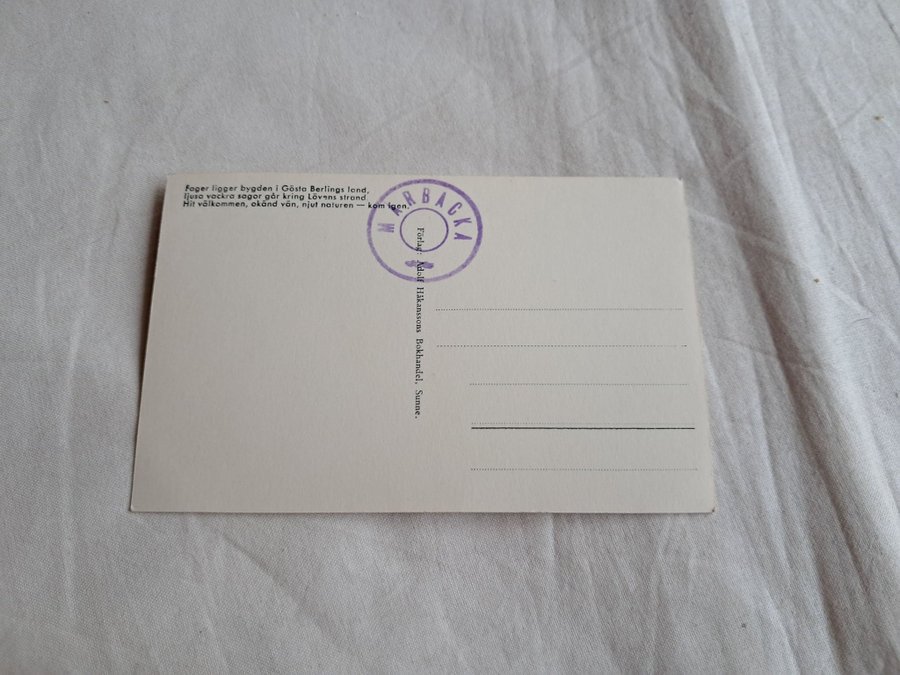 Fager ligger bygden i Gösta Berlings land,
ljusa vackra sagor går kring Lövens strand
Hit välkommen, okänd vän, njut naturen — kom igen.
MÅRBACKA
Förlag: Adolf Håkanssons Bokhandel, Sunne.